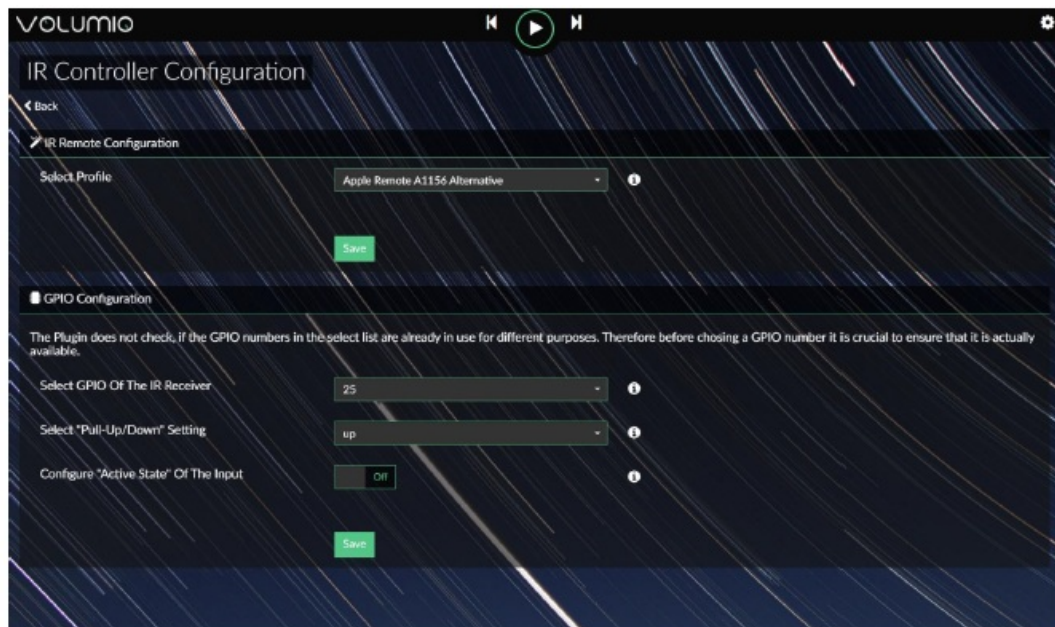 VOLUMIO
IR Controller Configuration
Back
IR Remote Configuration
Select Profile
Apple Remote A1156 Alternative
Save
GPIO Configuration
The Plugin does not check, if the GPIO numbers in the select list are already in use for different purposes. Therefore before chosing a GPIO number it is crucial to ensure that it is actually
available.
Select GPIO Of The IR Receiver
25
Select "Pull-Up/Down" Setting
up
Configure "Active State" Of The Input
Off
Save